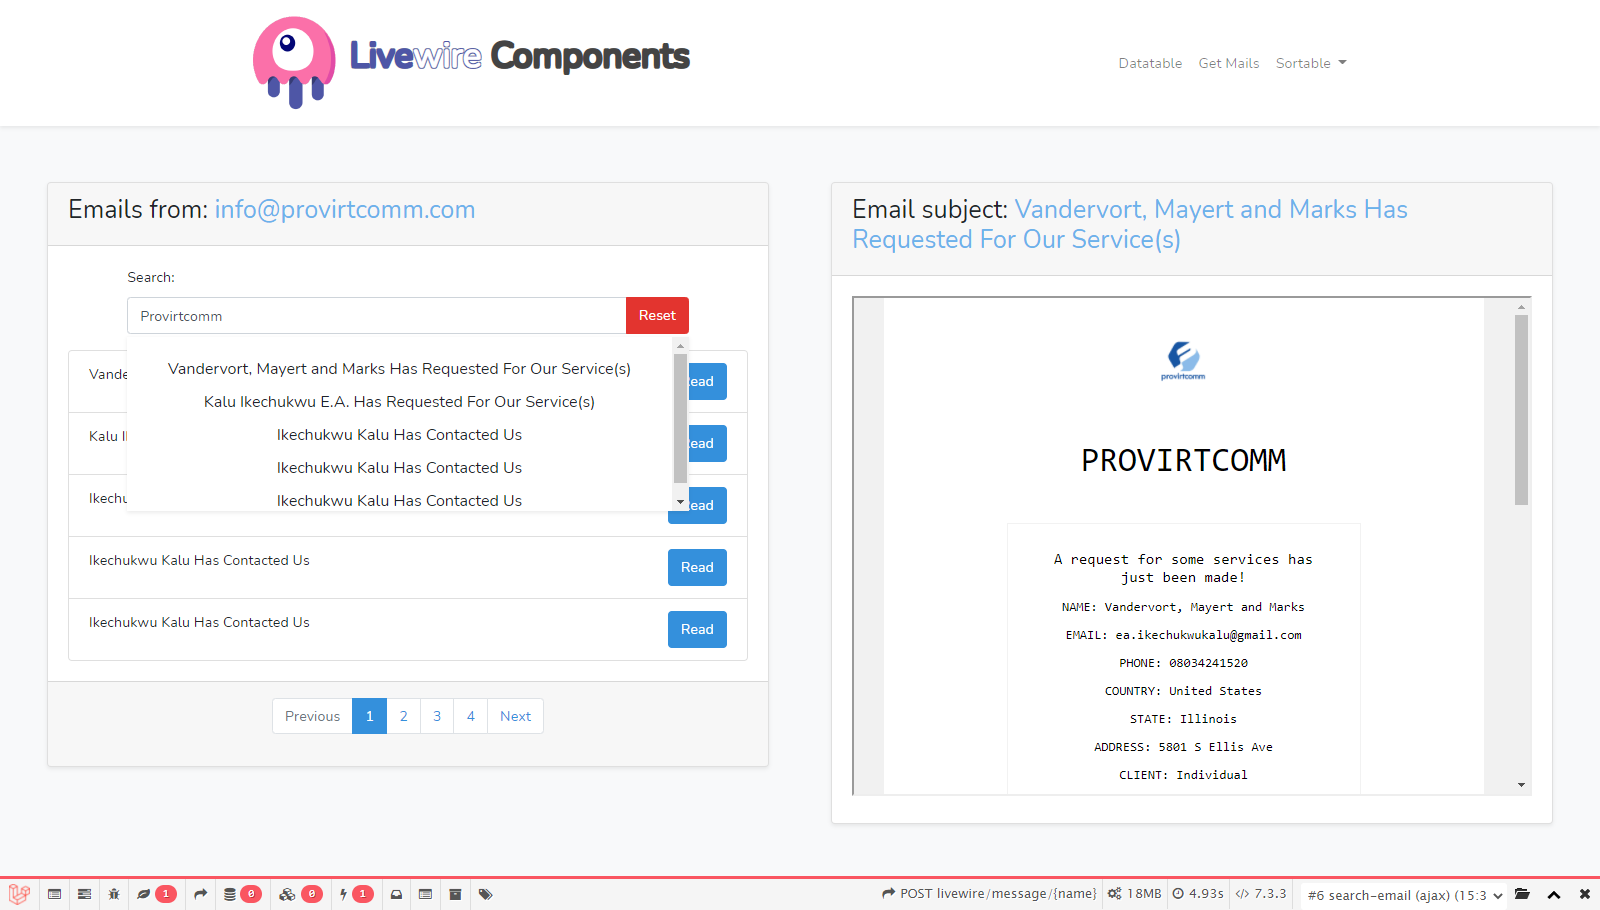 Livewire Components
Datatable Get Mails Sortable
Emails from: info@provirtcomm.com
Search:
Provirtcomm
Reset
Vandervort, Mayert and Marks Has Requested For Our Service(s)
Kalu Ikechukwu E.A. Has Requested For Our Service(s)
Ikechukwu Kalu Has Contacted Us
Ikechukwu Kalu Has Contacted Us
Ikechukwu Kalu Has Contacted Us
Ikechukwu Kalu Has Contacted Us
Read
Ikechukwu Kalu Has Contacted Us
Read
Previous 1 2 3 4 Next
Email subject: Vandervort, Mayert and Marks Has
Requested For Our Service(s)
provirtcomm
PROVIRTCOMM
A request for some services has
just been made!
NAME: Vandervort, Mayert and Marks
EMAIL: ea.ikechukwukalu@gmail.com
PHONE: 08034241520
COUNTRY: United States
STATE: Illinois
ADDRESS: 5801 S Ellis Ave
CLIENT: Individual
1 0 0 1 POST livewire/message/{name} 18MB 4.93s 7.3.3 #6 search-email (ajax) (15:3